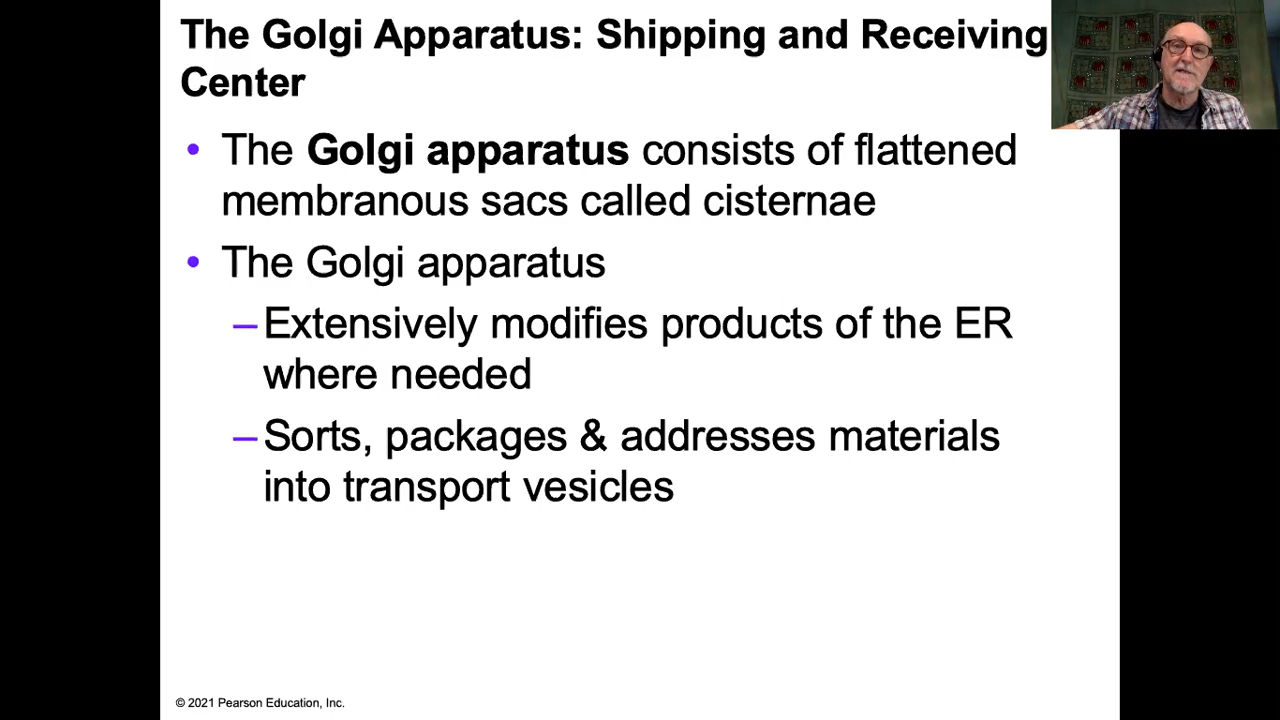 The Golgi Apparatus: Shipping and Receiving
Center
• The Golgi apparatus consists of flattened
membranous sacs called cisternae
• The Golgi apparatus
–Extensively modifies products of the ER
where needed
–Sorts, packages & addresses materials
into transport vesicles
© 2021 Pearson Education, Inc.